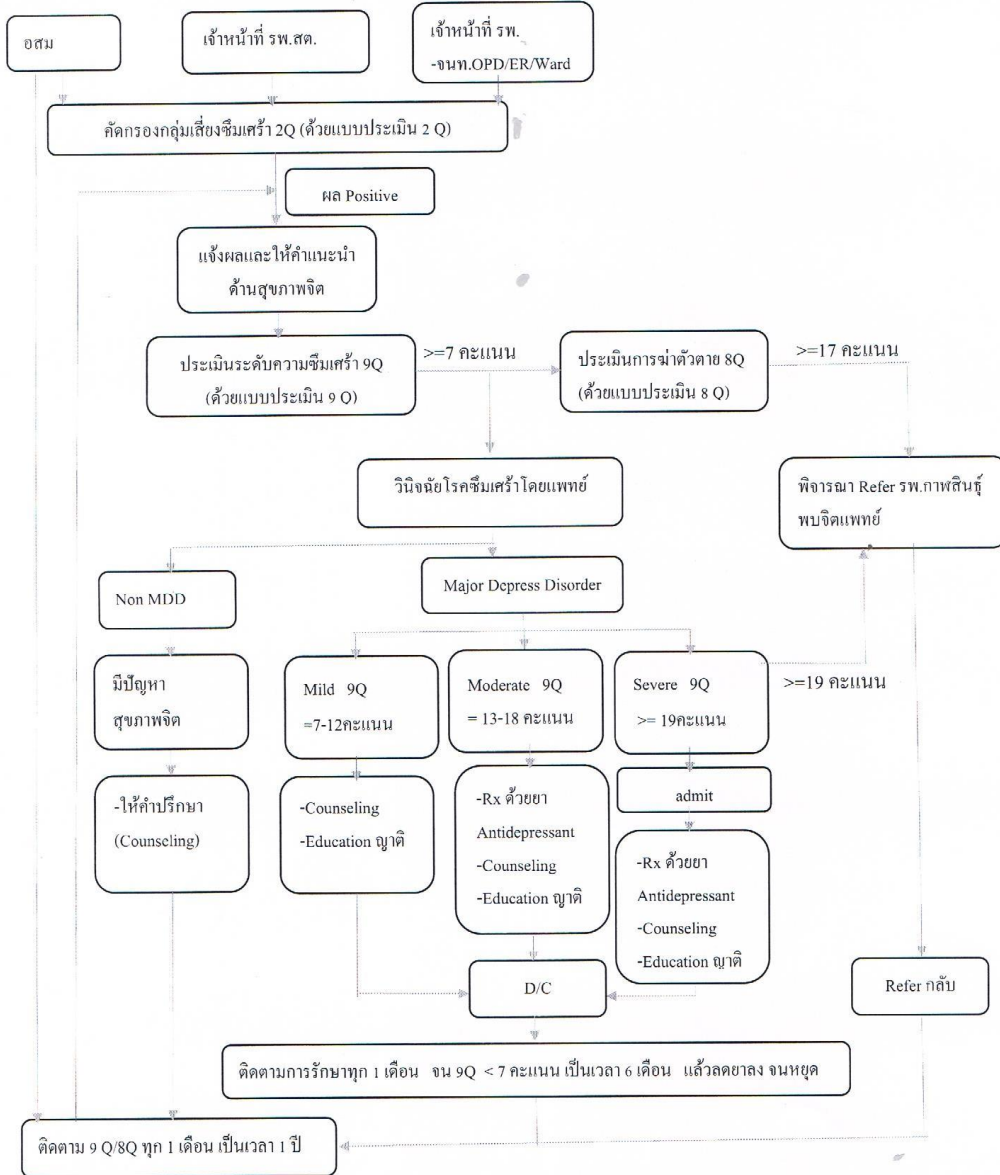 อสม
เจ้าหน้าที่ รพ.สต.
เจ้าหน้าที่ รพ.
-จนท.OPD/ER/Ward
คัดกรองกลุ่มเสี่ยงซึมเศร้า 2Q (ด้วยแบบประเมิน 2 Q)
ผล Positive
แจ้งผลและให้คำแนะนำ
ด้านสุขภาพจิต
ประเมินระดับความซึมเศร้า 9Q
(ด้วยแบบประเมิน 9 Q)
>=7 คะแนน
ประเมินการฆ่าตัวตาย 8Q
(ด้วยแบบประเมิน 8 Q)
>=17 คะแนน
วินิจฉัยโรคซึมเศร้าโดยแพทย์
พิจารณา Refer รพ.กาฬสินธุ์
พบจิตแพทย์
Non MDD
Major Depress Disorder
มีปัญหา
สุขภาพจิต
Mild 9Q
=7-12คะแนน
Moderate 9Q
= 13-18 คะแนน
Severe 9Q
>= 19คะแนน
>=19 คะแนน
-ให้คำปรึกษา
(Counseling)
-Counseling
-Education ญาติ
-Rx ด้วยยา
Antidepressant
-Counseling
-Education ญาติ
admit
-Rx ด้วยยา
Antidepressant
-Counseling
-Education ญาติ
D/C
Refer กลับ
ติดตามการรักษาทุก 1 เดือน จน 9Q < 7 คะแนน เป็นเวลา 6 เดือน แล้วลดยาลง จนหยุด
ติดตาม 9 Q/8Q ทุก 1 เดือน เป็นเวลา 1 ปี